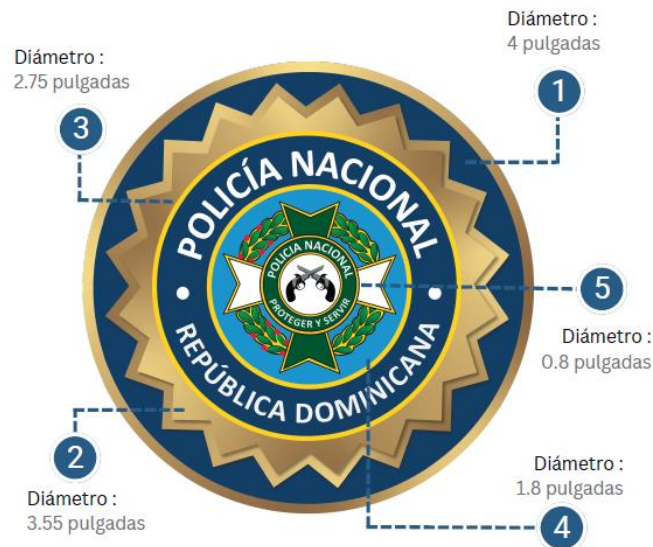 Diámetro :
4 pulgadas
1
Diámetro :
2.75 pulgadas
3
POLICÍA NACIONAL
REPÚBLICA DOMINICANA
POLICIA NACIONAL
PROTEGER Y SERVIR
5
Diámetro :
0.8 pulgadas
2
Diámetro :
3.55 pulgadas
Diámetro :
1.8 pulgadas
4